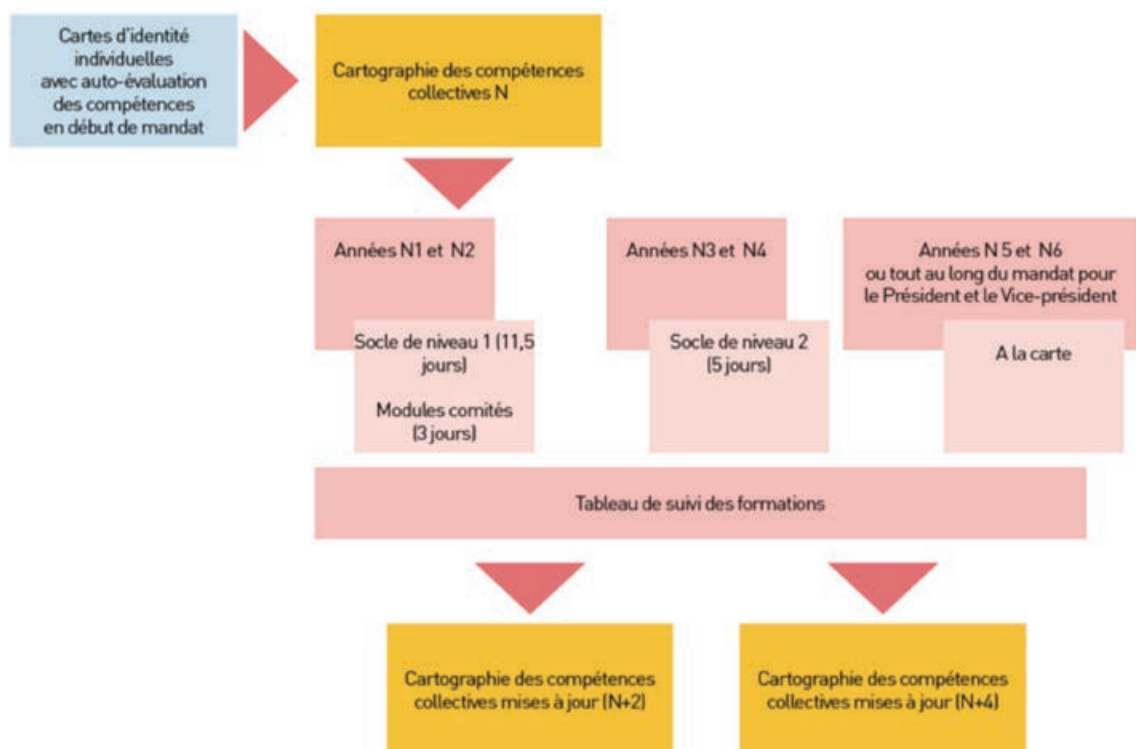 Cartes d'identité
individuelles
avec auto-évaluation
des compétences
en début de mandat
Cartographie des compétences
collectives N
Années N1 et N2
Socle de niveau 1 (11,5
jours)
Modules comités
(3 jours)
Années N3 et N4
Socle de niveau 2
(5 jours)
Années N 5 et N6
ou tout au long du mandat pour
le Président et le Vice-président
A la carte
Tableau de suivi des formations
Cartographie des compétences
collectives mises à jour (N+2)
Cartographie des compétences
collectives mises à jour (N+4)